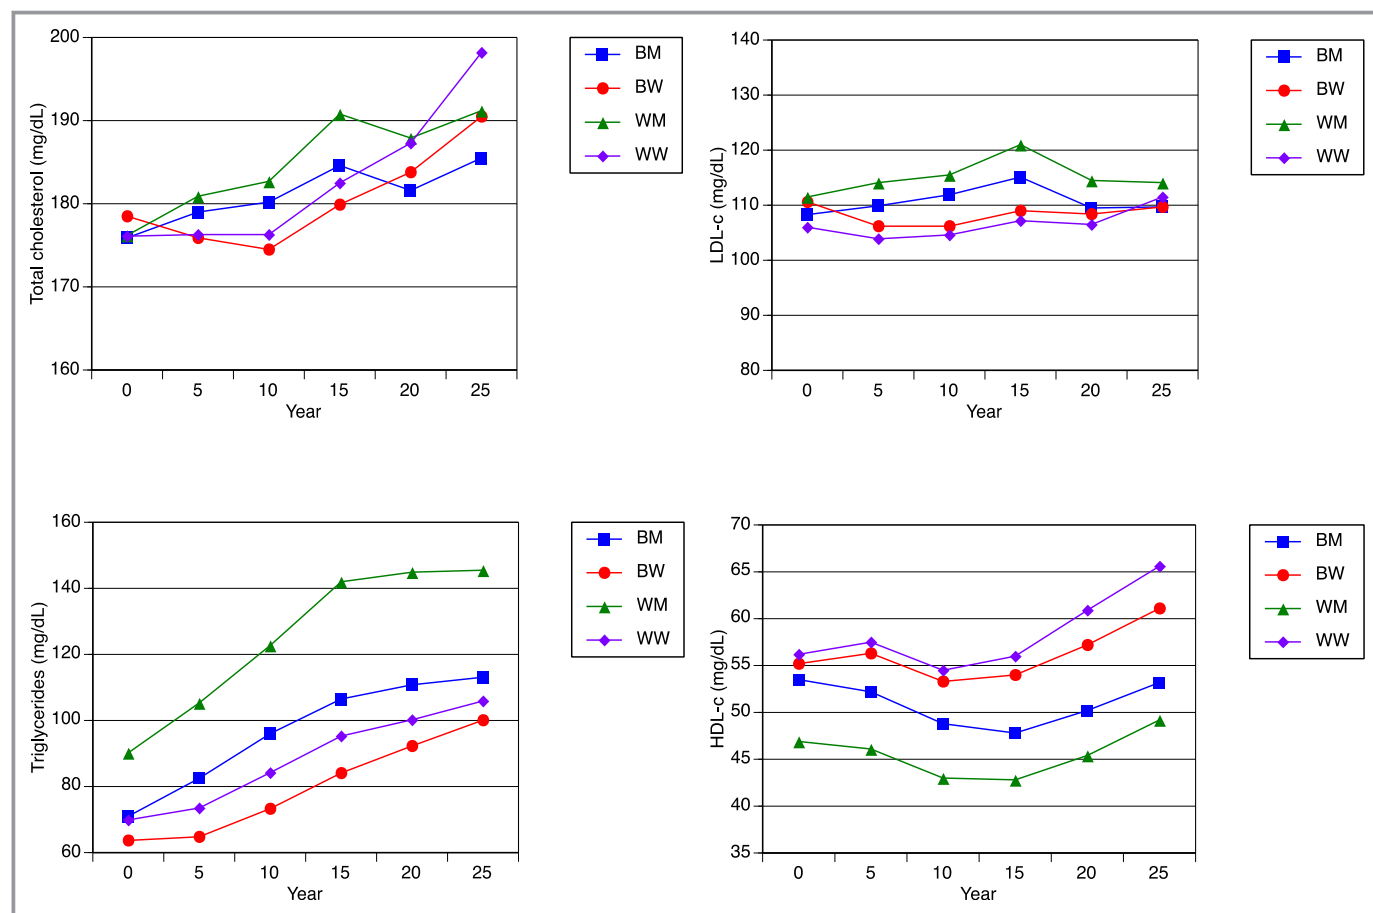 Total cholesterol (mg/dL)
200
190
180
170
160
0 5 10 15 20 25
Year
BM
BW
WM
WW
LDL-c (mg/dL)
140
130
120
110
100
90
80
0 5 10 15 20 25
Year
BM
BW
WM
WW
Triglycerides (mg/dL)
160
140
120
100
80
60
0 5 10 15 20 25
Year
BM
BW
WM
WW
HDL-c (mg/dL)
70
65
60
55
50
45
40
35
0 5 10 15 20 25
Year
BM
BW
WM
WW